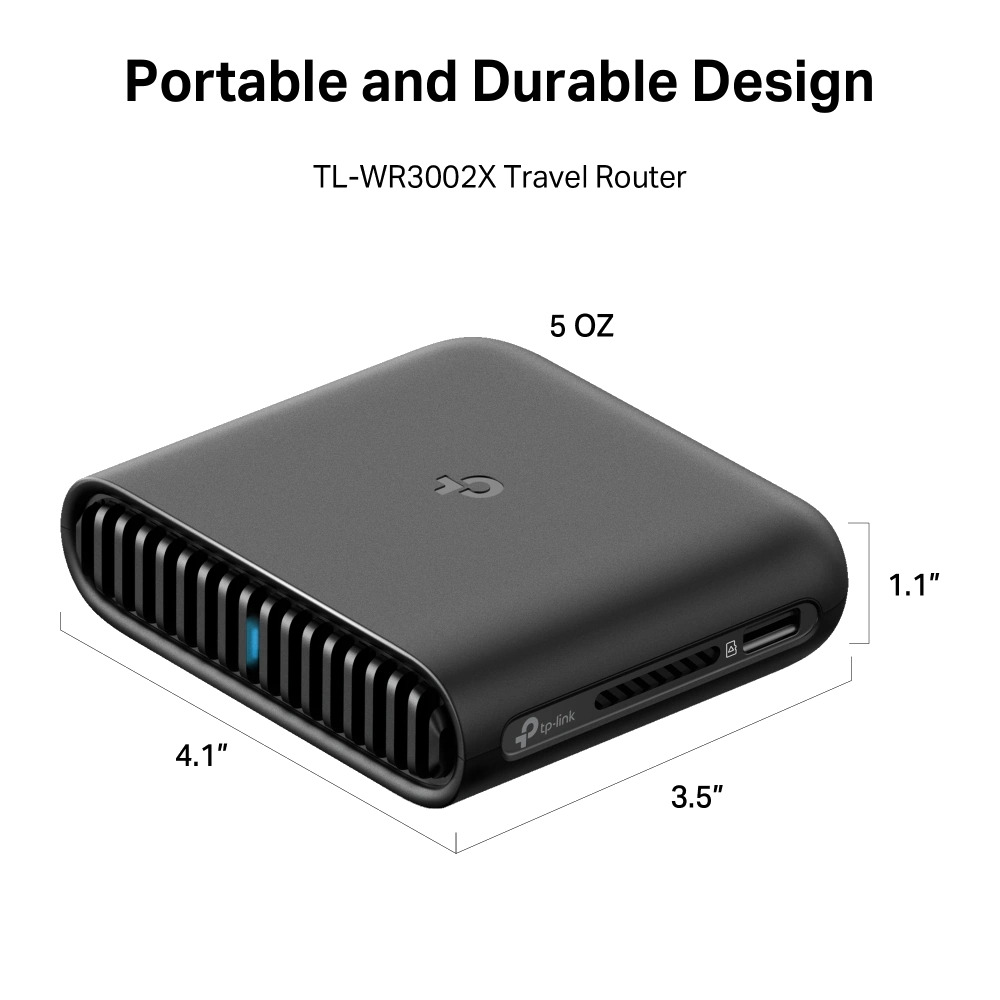 Portable and Durable Design
TL-WR3002X Travel Router
5 OZ
1.1”
tp-link
4.1”
3.5”